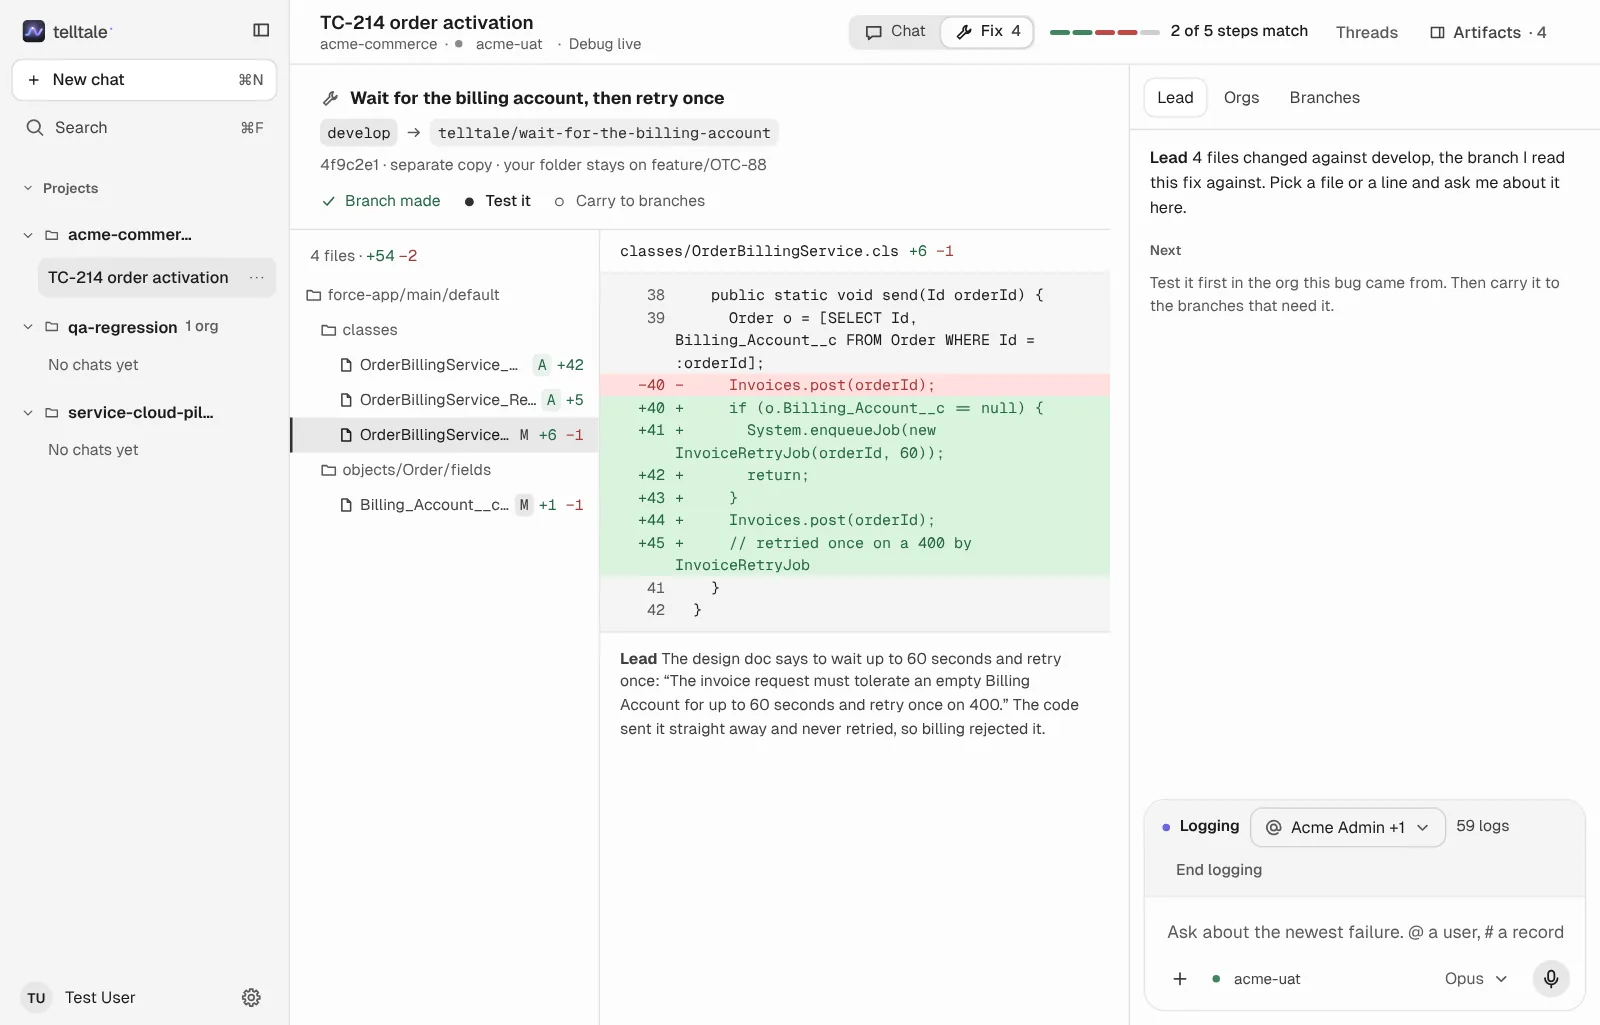 telltale
New chat ⌘N
Search ⌘F
Projects
acme-commer...
TC-214 order activation ...
qa-regression 1 org
No chats yet
service-cloud-pil...
No chats yet
TU Test User
TC-214 order activation
acme-commerce · acme-uat · Debug live
Chat
Fix 4
2 of 5 steps match
Threads
Artifacts · 4
Wait for the billing account, then retry once
develop → telltale/wait-for-the-billing-account
4f9c2e1 · separate copy · your folder stays on feature/OTC-88
Branch made
Test it
Carry to branches
4 files · +54 −2
force-app/main/default
classes
OrderBillingService_... A +42
OrderBillingService_Re... A +5
OrderBillingService... M +6 −1
objects/Order/fields
Billing_Account__c... M +1 −1
classes/OrderBillingService.cls +6 −1
38 public static void send(Id orderId) {
39 Order o = [SELECT Id,
Billing_Account__c FROM Order WHERE Id =
:orderId];
−40 − Invoices.post(orderId);
+40 + if (o.Billing_Account__c == null) {
+41 + System.enqueueJob(new
InvoiceRetryJob(orderId, 60));
+42 + return;
+43 + }
+44 + Invoices.post(orderId);
+45 + // retried once on a 400 by
InvoiceRetryJob
41 }
42 }
Lead The design doc says to wait up to 60 seconds and retry
once: “The invoice request must tolerate an empty Billing
Account for up to 60 seconds and retry once on 400.” The code
sent it straight away and never retried, so billing rejected it.
Lead
Orgs
Branches
Lead 4 files changed against develop, the branch I read
this fix against. Pick a file or a line and ask me about it
here.
Next
Test it first in the org this bug came from. Then carry it to
the branches that need it.
Logging
@ Acme Admin +1
59 logs
End logging
Ask about the newest failure. @ a user, # a record
+ acme-uat
Opus